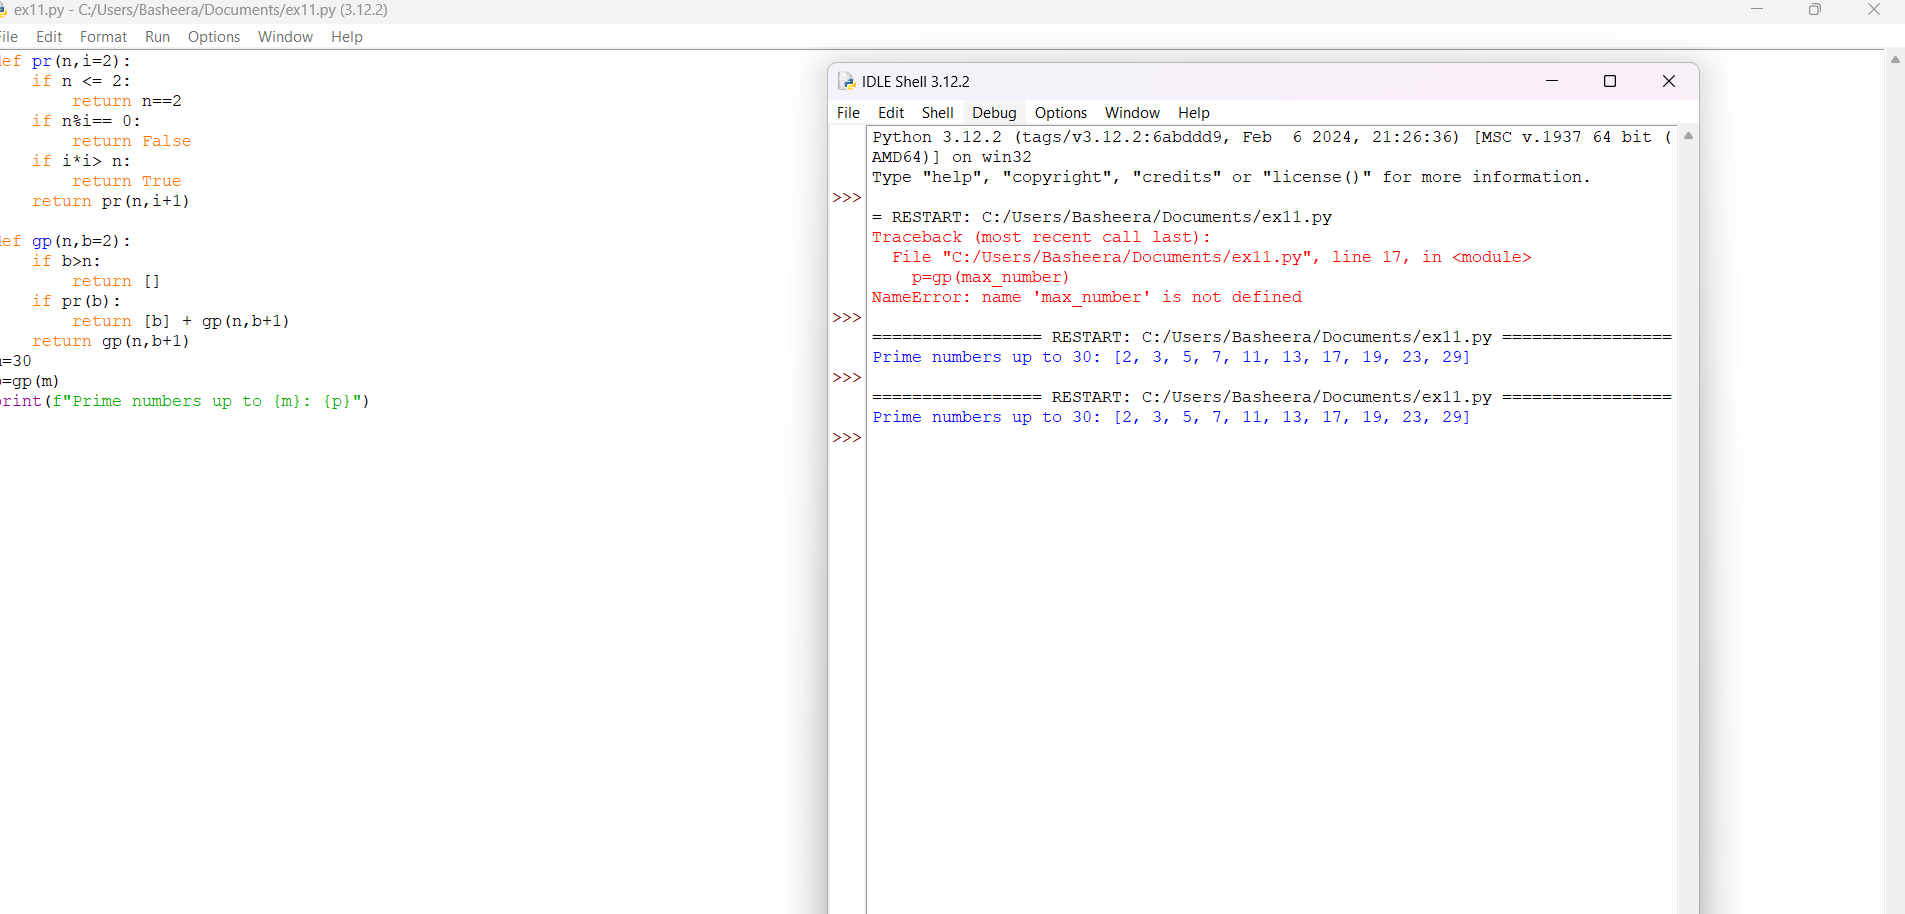 ex11.py - C:/Users/Basheera/Documents/ex11.py (3.12.2)
File Edit Format Run Options Window Help
ef pr(n,i=2):
if n <= 2:
return n==2
if n%i== 0:
return False
if i*i> n:
return True
return pr(n,i+1)
ef gp(n,b=2):
if b>n:
return []
if pr(b):
return [b] + gp(n,b+1)
return gp(n,b+1)
=30
=gp(m)
rint(f"Prime numbers up to {m}: {p}")
IDLE Shell 3.12.2
File Edit Shell Debug Options Window Help
Python 3.12.2 (tags/v3.12.2:6abddd9, Feb  6 2024, 21:26:36) [MSC v.1937 64 bit (
AMD64)] on win32
Type "help", "copyright", "credits" or "license()" for more information.
>>>
= RESTART: C:/Users/Basheera/Documents/ex11.py
Traceback (most recent call last):
File "C:/Users/Basheera/Documents/ex11.py", line 17, in <module>
p=gp(max_number)
NameError: name 'max_number' is not defined
>>>
================= RESTART: C:/Users/Basheera/Documents/ex11.py =================
Prime numbers up to 30: [2, 3, 5, 7, 11, 13, 17, 19, 23, 29]
>>>
================= RESTART: C:/Users/Basheera/Documents/ex11.py =================
Prime numbers up to 30: [2, 3, 5, 7, 11, 13, 17, 19, 23, 29]
>>>